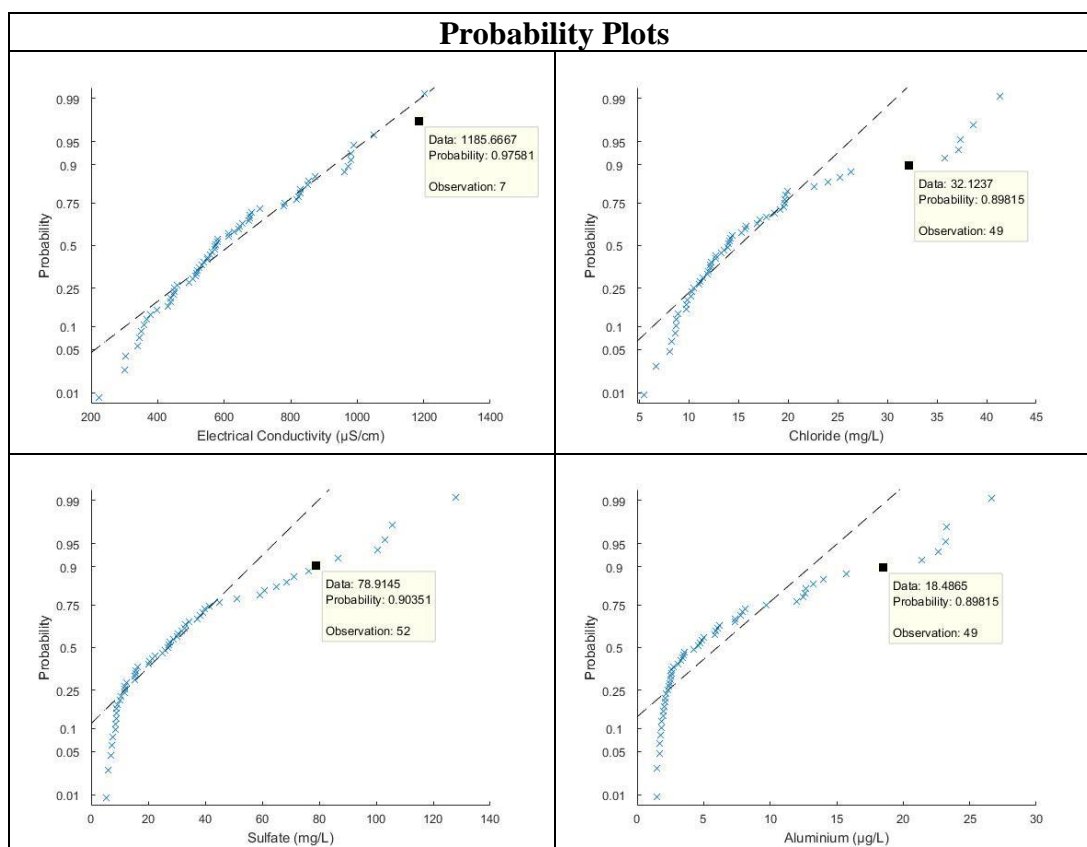 Probability Plots
0.99
0.95
0.9
0.75
0.5
0.25
0.1
0.05
0.01
Probability
Data: 1185.6667
Probability: 0.97581
Observation: 7
200 400 600 800 1000 1200 1400
Electrical Conductivity (µS/cm)
0.99
0.95
0.9
0.75
0.5
0.25
0.1
0.05
0.01
Probability
Data: 32.1237
Probability: 0.89815
Observation: 49
5 10 15 20 25 30 35 40 45
Chloride (mg/L)
0.99
0.95
0.9
0.75
0.5
0.25
0.1
0.05
0.01
Probability
Data: 78.9145
Probability: 0.90351
Observation: 52
0 20 40 60 80 100 120 140
Sulfate (mg/L)
0.99
0.95
0.9
0.75
0.5
0.25
0.1
0.05
0.01
Probability
Data: 18.4865
Probability: 0.89815
Observation: 49
0 5 10 15 20 25 30
Aluminium (µg/L)